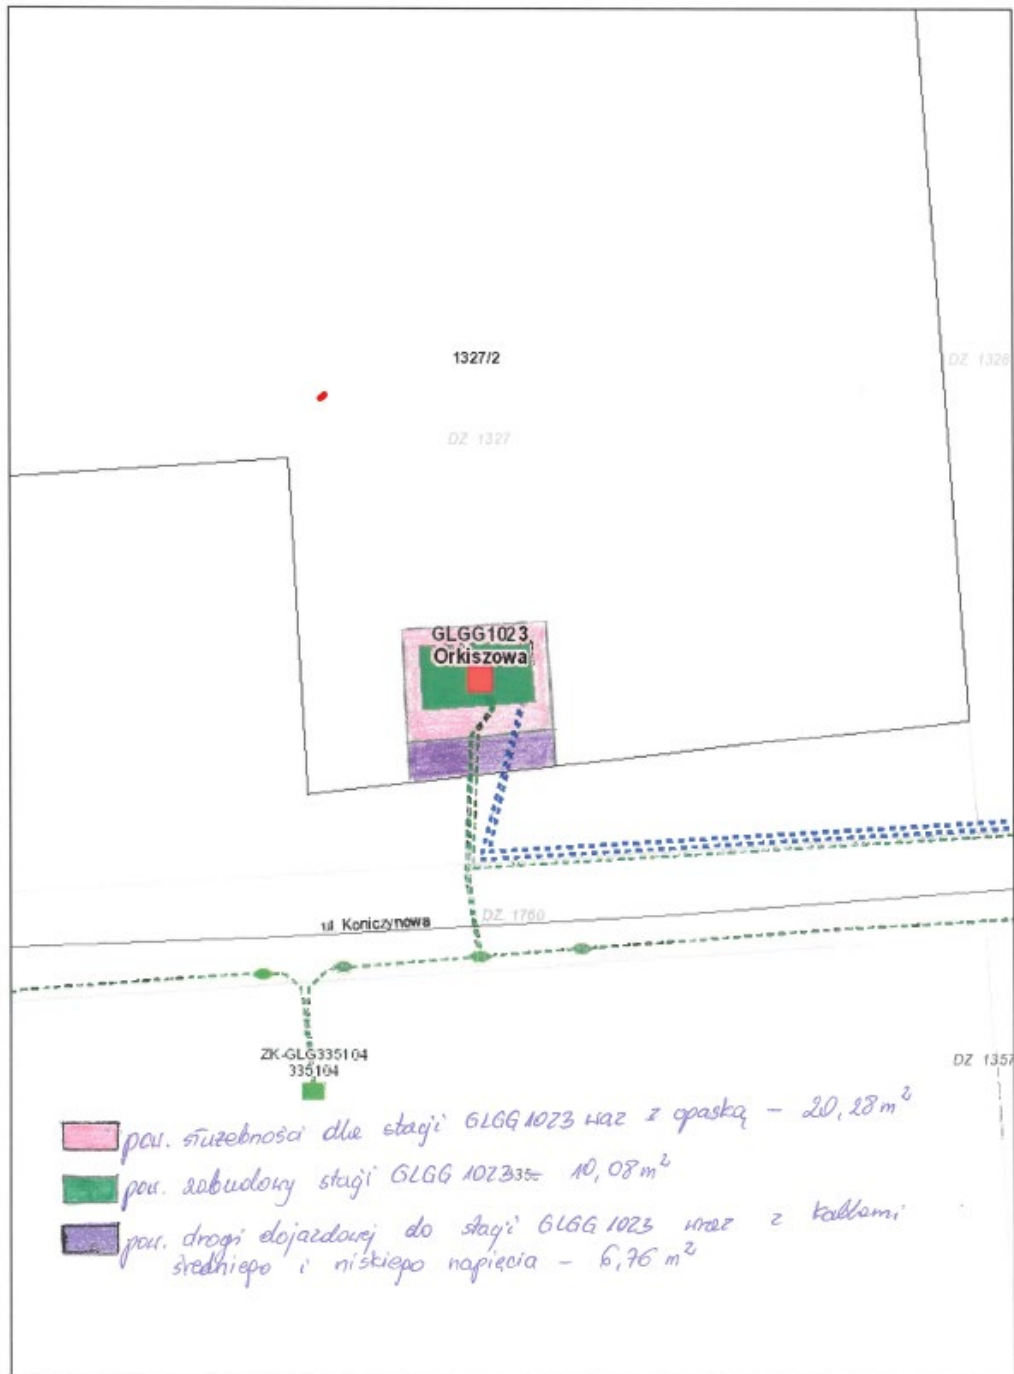 1327/2
DZ 1328
DZ 1327
GLGG1023
Orkiszowa
DZ 1760
ul Koniczynowa
ZK-GLG335104
335104
DZ 1357
pow. służebności dla stacji GLGG 1023 wraz z opaską – 20,28 m²
pow. zabudowy stacji GLGG 1023 335 – 10,08 m²
pow. drogi dojazdowej do stacji GLGG 1023 wraz z kablami
średniego i niskiego napięcia – 6,76 m²